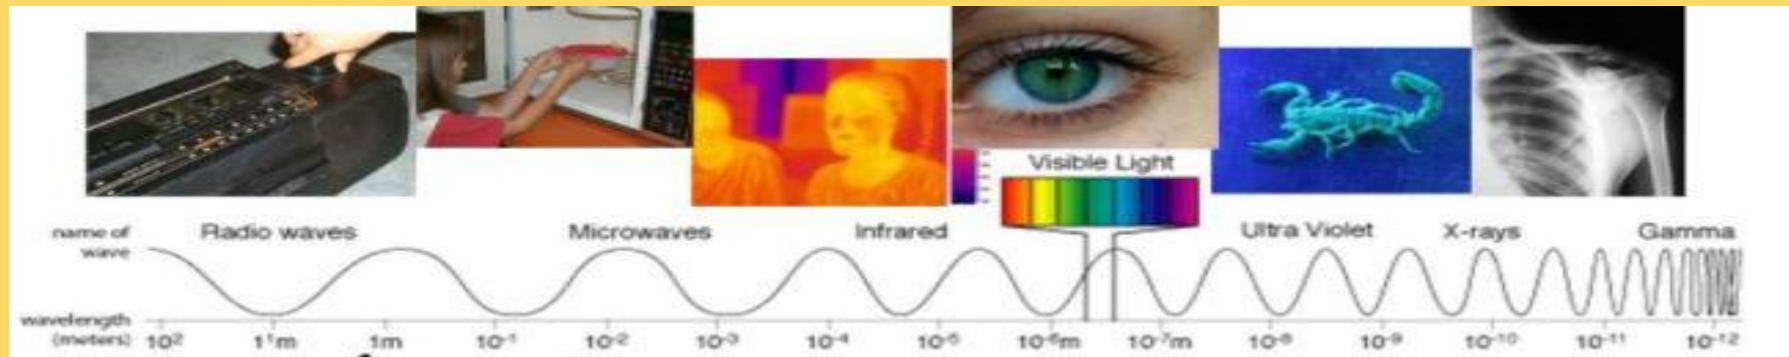 Visible Light
name of wave Radio waves Microwaves Infrared Ultra Violet X-rays Gamma
wavelength (meters) 10² 1¹m 1m 10⁻¹ 10⁻² 10⁻³ 10⁻⁴ 10⁻⁵ 10⁻⁶m 10⁻⁷m 10⁻⁸ 10⁻⁹ 10⁻¹⁰ 10⁻¹¹ 10⁻¹²